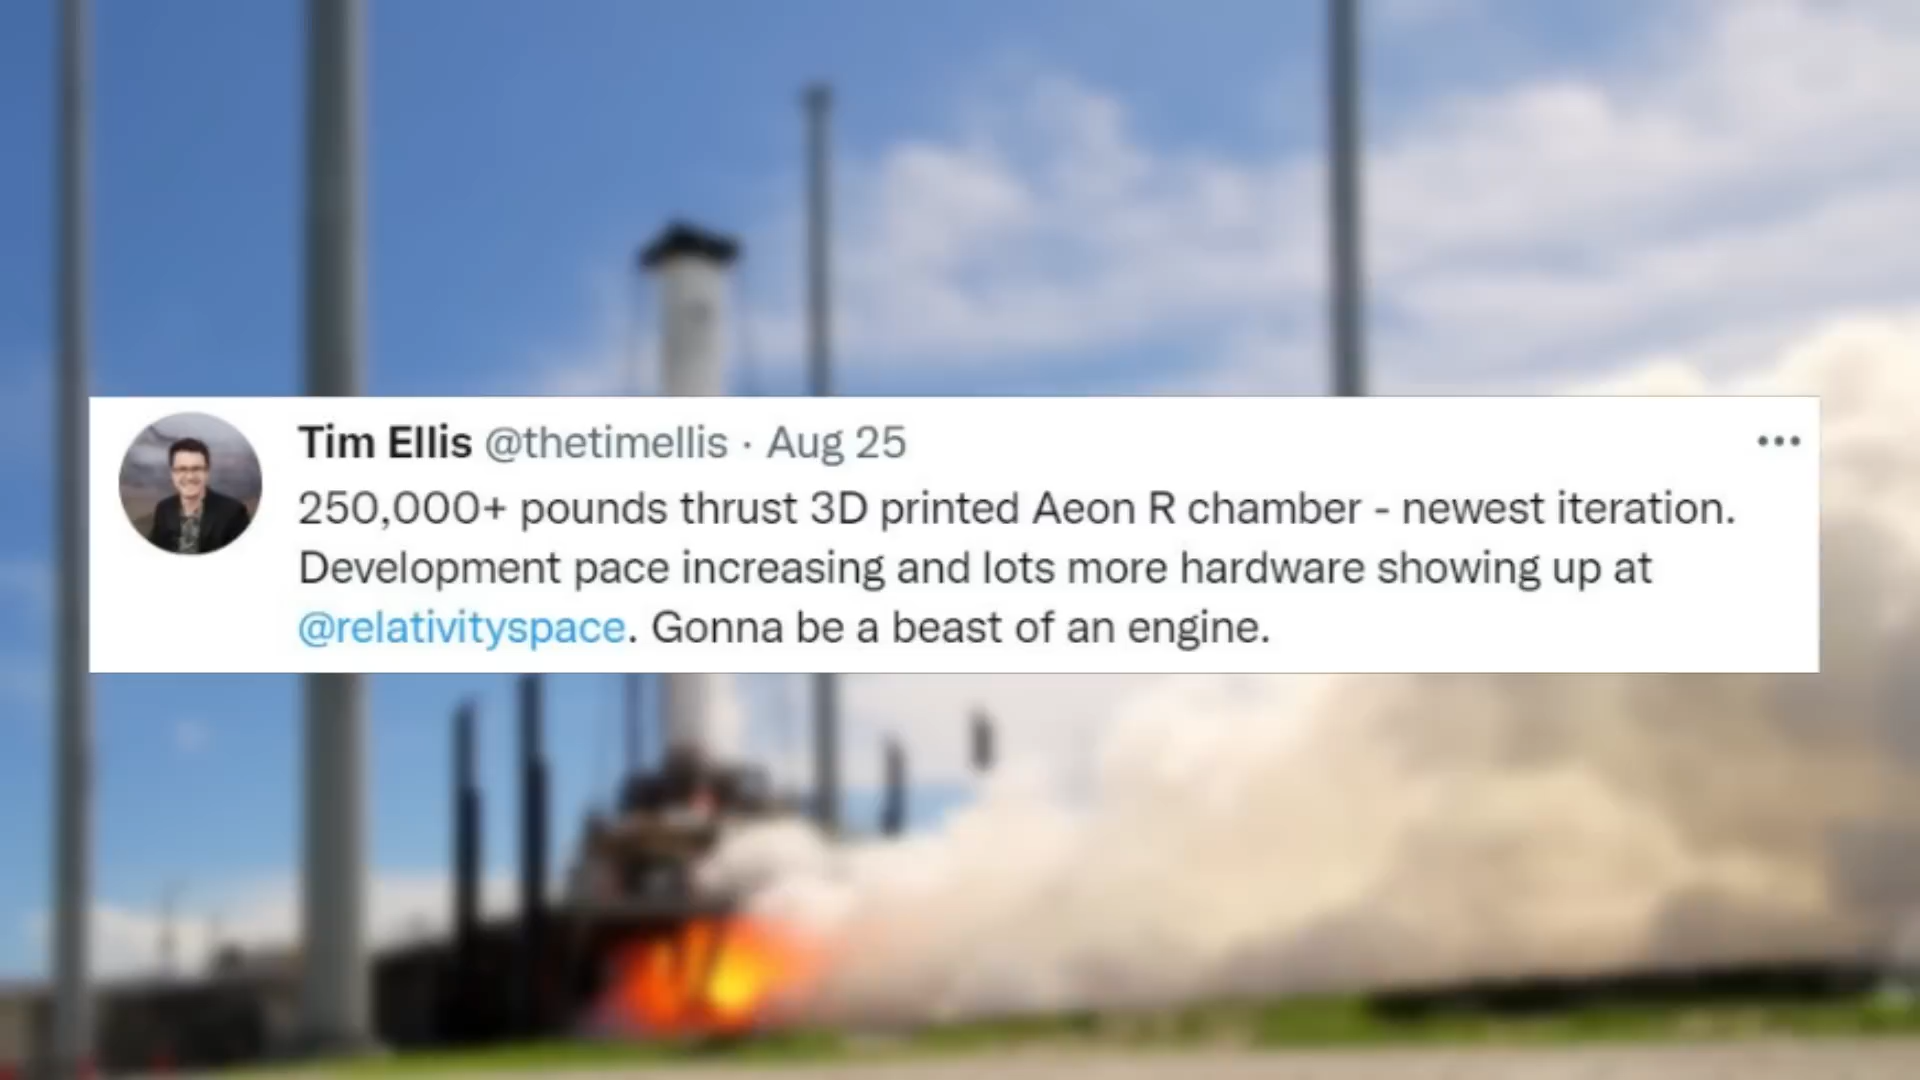 Tim Ellis @thetimellis · Aug 25
250,000+ pounds thrust 3D printed Aeon R chamber - newest iteration.
Development pace increasing and lots more hardware showing up at
@relativityspace. Gonna be a beast of an engine.